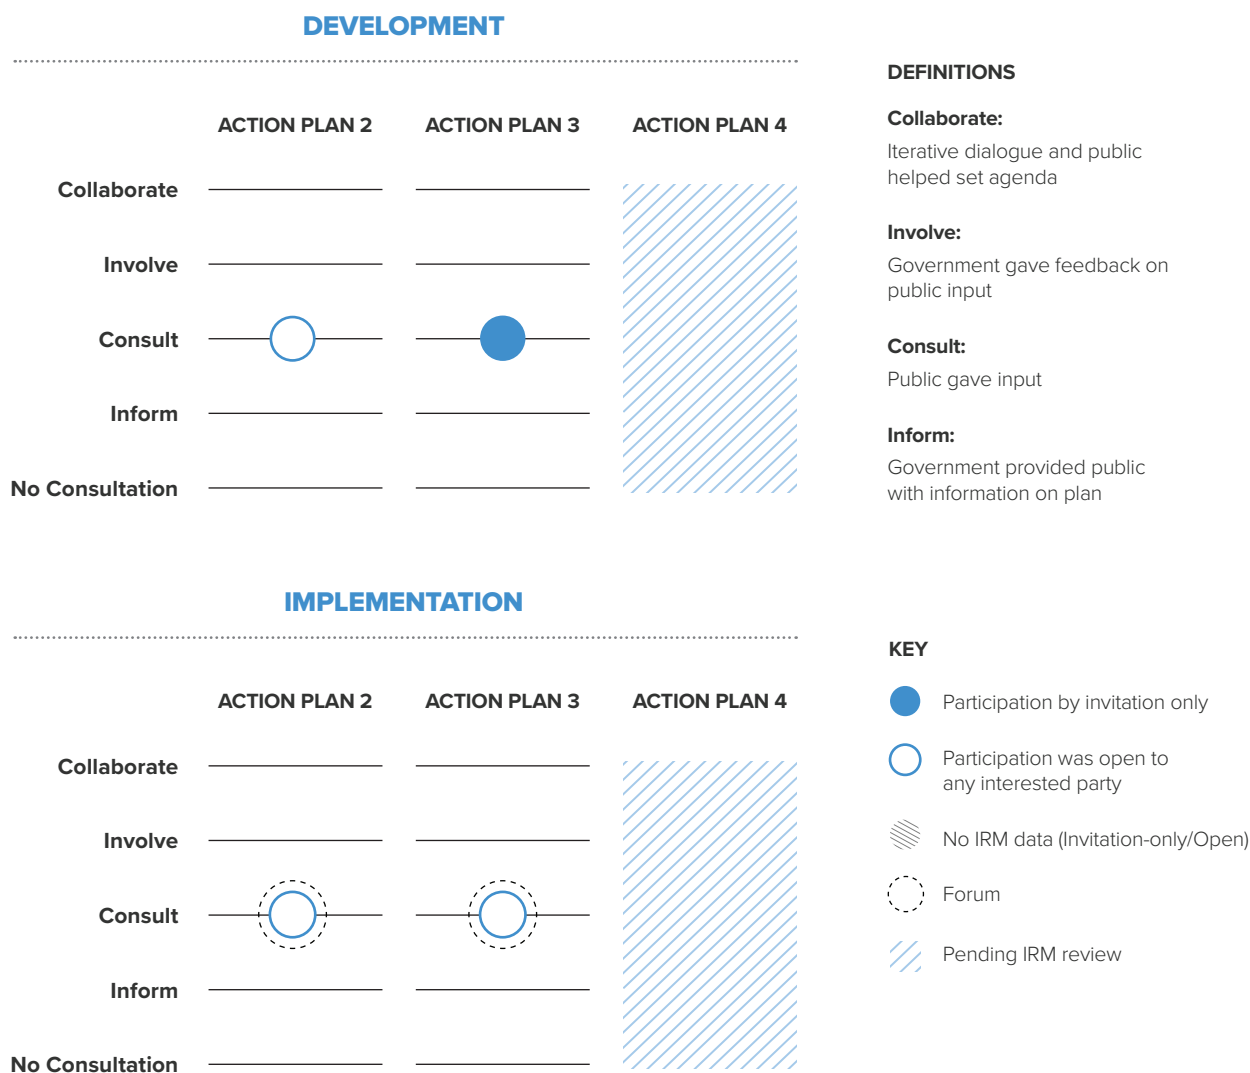 DEVELOPMENT
ACTION PLAN 2
ACTION PLAN 3
ACTION PLAN 4
Collaborate
Involve
Consult
Inform
No Consultation
DEFINITIONS
Collaborate:
Iterative dialogue and public
helped set agenda
Involve:
Government gave feedback on
public input
Consult:
Public gave input
Inform:
Government provided public
with information on plan
IMPLEMENTATION
ACTION PLAN 2
ACTION PLAN 3
ACTION PLAN 4
Collaborate
Involve
Consult
Inform
No Consultation
KEY
Participation by invitation only
Participation was open to
any interested party
No IRM data (Invitation-only/Open)
Forum
Pending IRM review